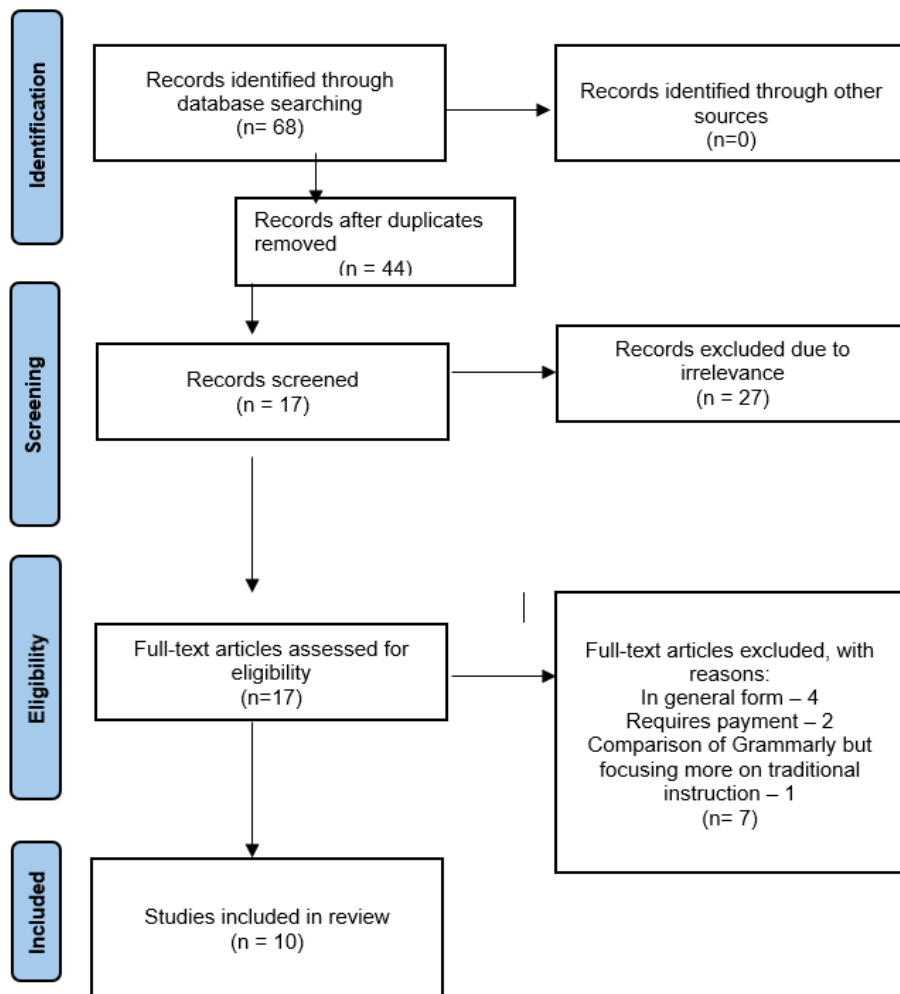 Identification
Records identified through
database searching
(n= 68)
Records identified through other
sources
(n=0)
Records after duplicates
removed
(n = 44)
Screening
Records screened
(n = 17)
Records excluded due to
irrelevance
(n = 27)
Eligibility
Full-text articles assessed for
eligibility
(n=17)
Full-text articles excluded, with
reasons:
In general form – 4
Requires payment – 2
Comparison of Grammarly but
focusing more on traditional
instruction – 1
(n= 7)
Included
Studies included in review
(n = 10)